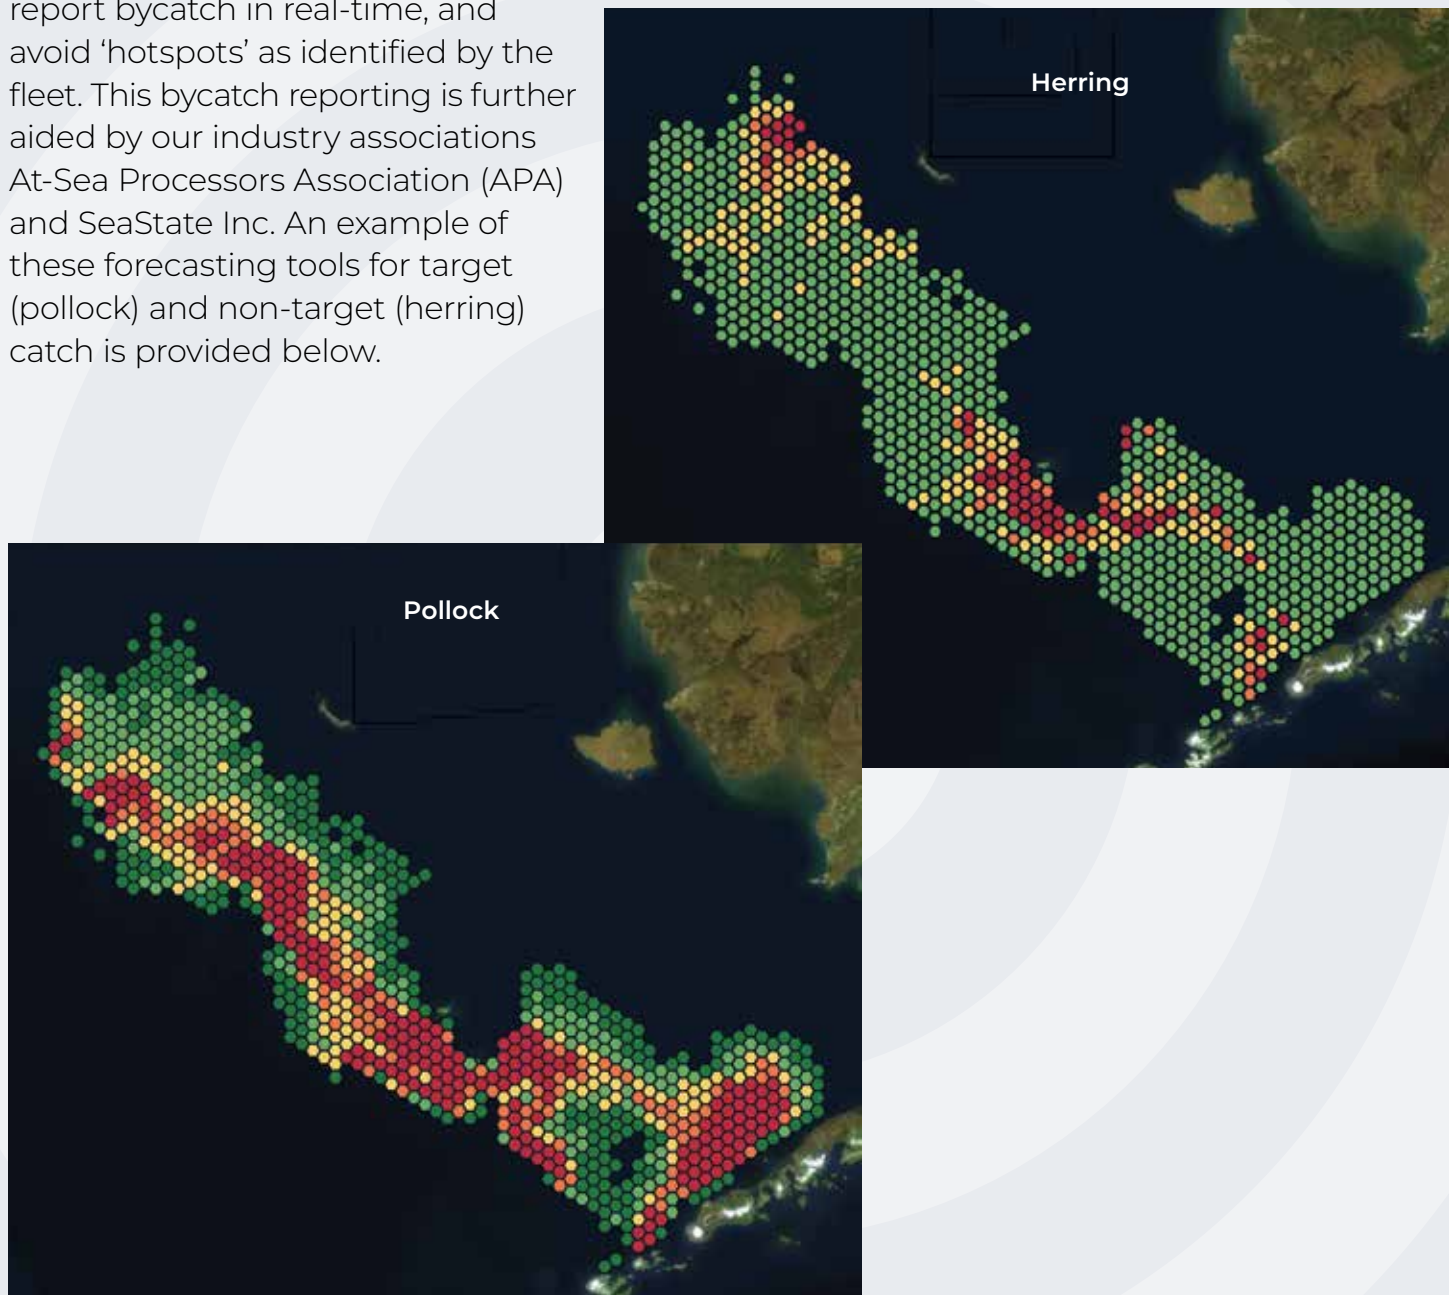 report bycatch in real-time, and
avoid ‘hotspots’ as identified by the
fleet. This bycatch reporting is further
aided by our industry associations
At-Sea Processors Association (APA)
and SeaState Inc. An example of
these forecasting tools for target
(pollock) and non-target (herring)
catch is provided below.
Herring
Pollock